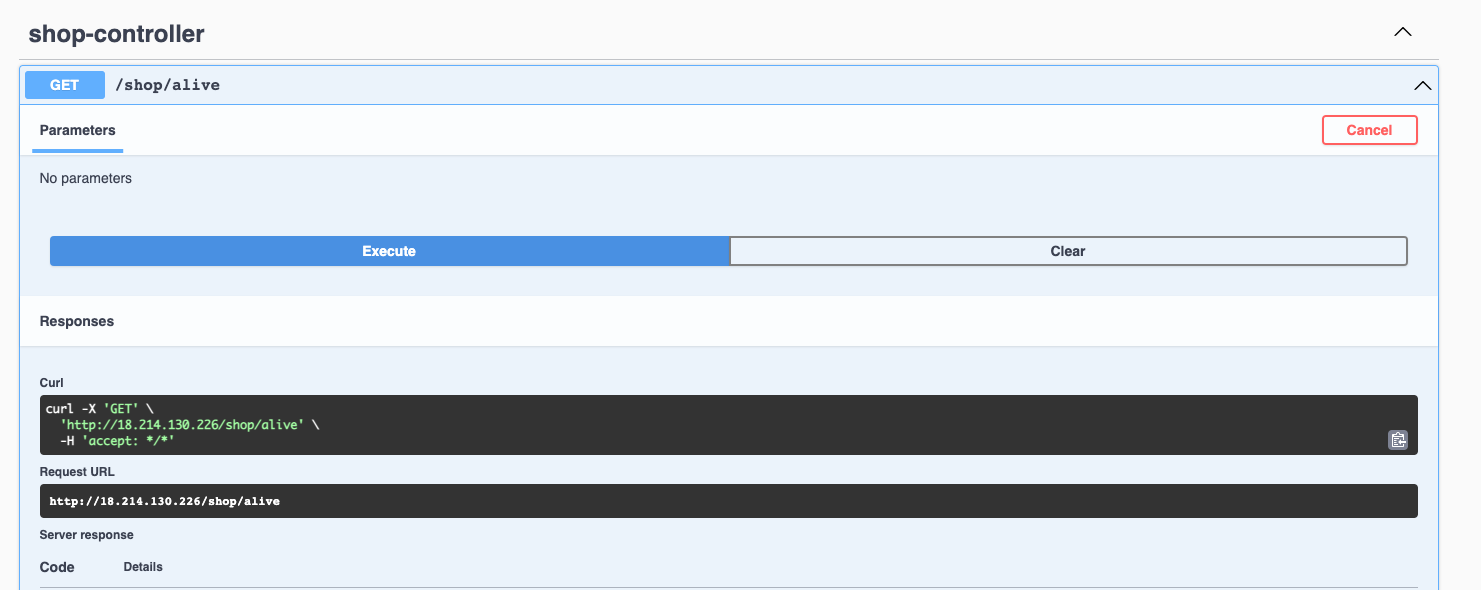 shop-controller
GET /shop/alive
Parameters
Cancel
No parameters
Execute
Clear
Responses
Curl
curl -X 'GET' \
  'http://18.214.130.226/shop/alive' \
  -H 'accept: */*'
Request URL
http://18.214.130.226/shop/alive
Server response
Code Details